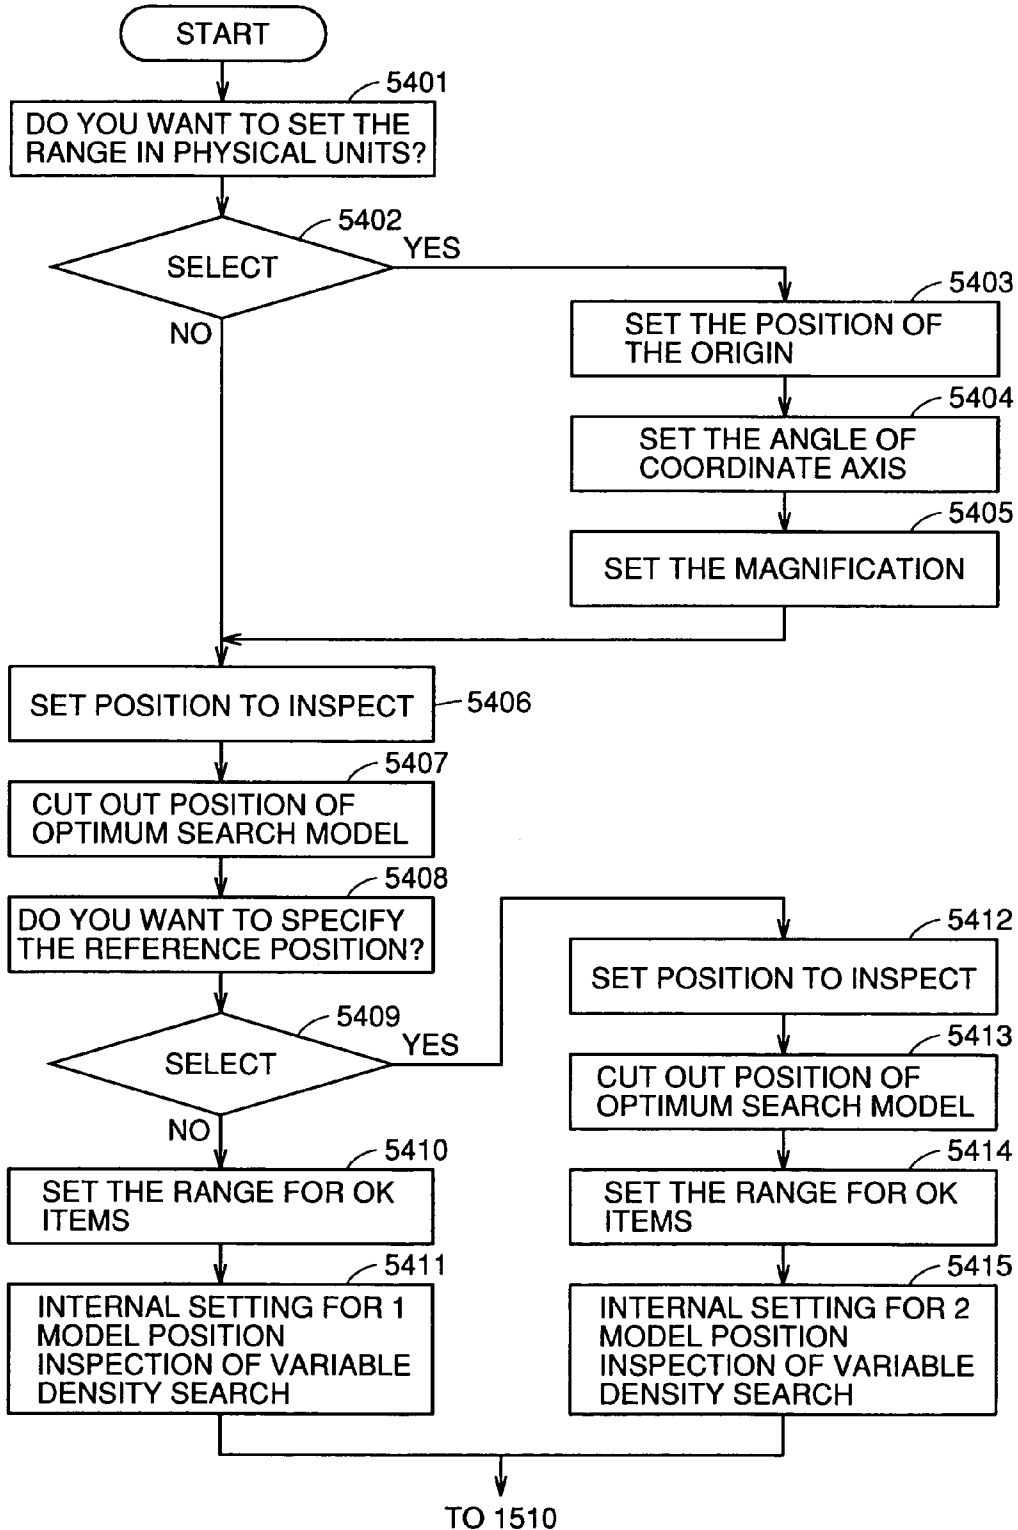 START
5401
DO YOU WANT TO SET THE
RANGE IN PHYSICAL UNITS?
5402
SELECT
YES
NO
5403
SET THE POSITION OF
THE ORIGIN
5404
SET THE ANGLE OF
COORDINATE AXIS
5405
SET THE MAGNIFICATION
SET POSITION TO INSPECT
5406
5407
CUT OUT POSITION OF
OPTIMUM SEARCH MODEL
5408
DO YOU WANT TO SPECIFY
THE REFERENCE POSITION?
5409
SELECT
YES
NO
5410
SET THE RANGE FOR OK
ITEMS
5411
INTERNAL SETTING FOR 1
MODEL POSITION
INSPECTION OF VARIABLE
DENSITY SEARCH
5412
SET POSITION TO INSPECT
5413
CUT OUT POSITION OF
OPTIMUM SEARCH MODEL
5414
SET THE RANGE FOR OK
ITEMS
5415
INTERNAL SETTING FOR 2
MODEL POSITION
INSPECTION OF VARIABLE
DENSITY SEARCH
TO 1510